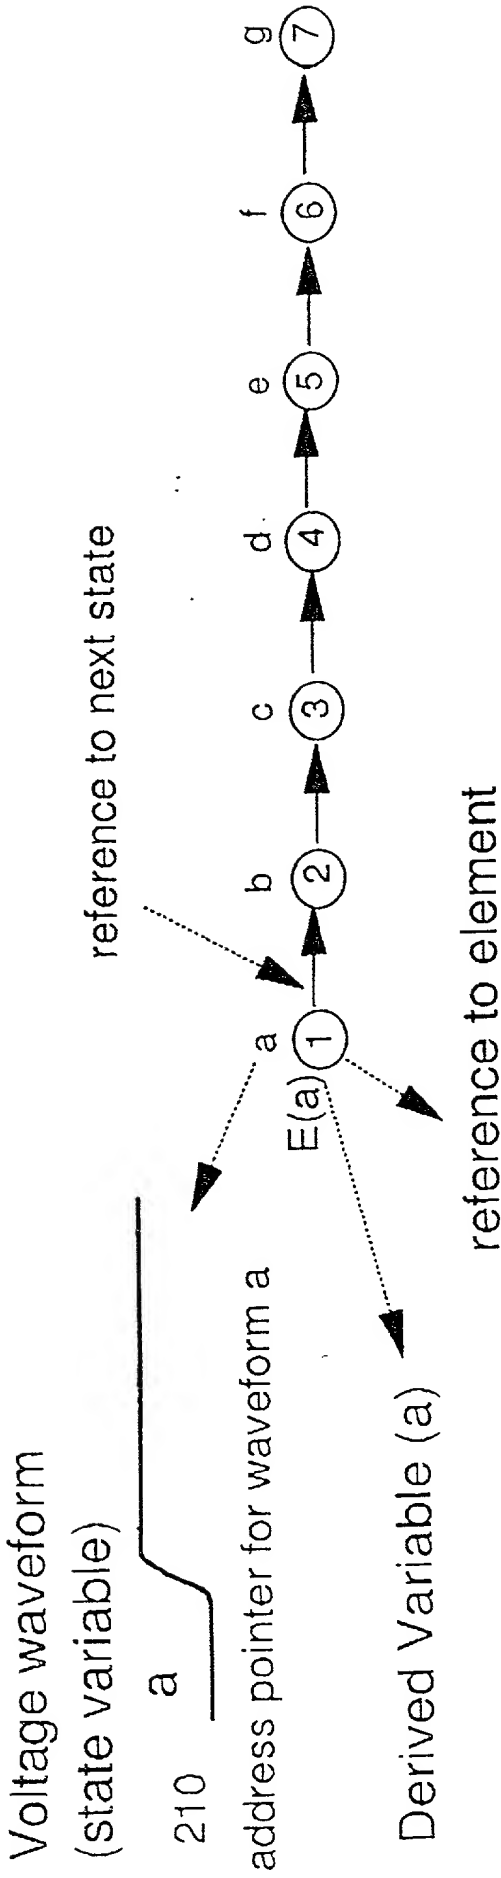 Voltage waveform
(state variable)
a
210
address pointer for waveform a
Derived Variable (a)
reference to next state
a b c d e f g
E(a) 1 2 3 4 5 6 7
reference to element